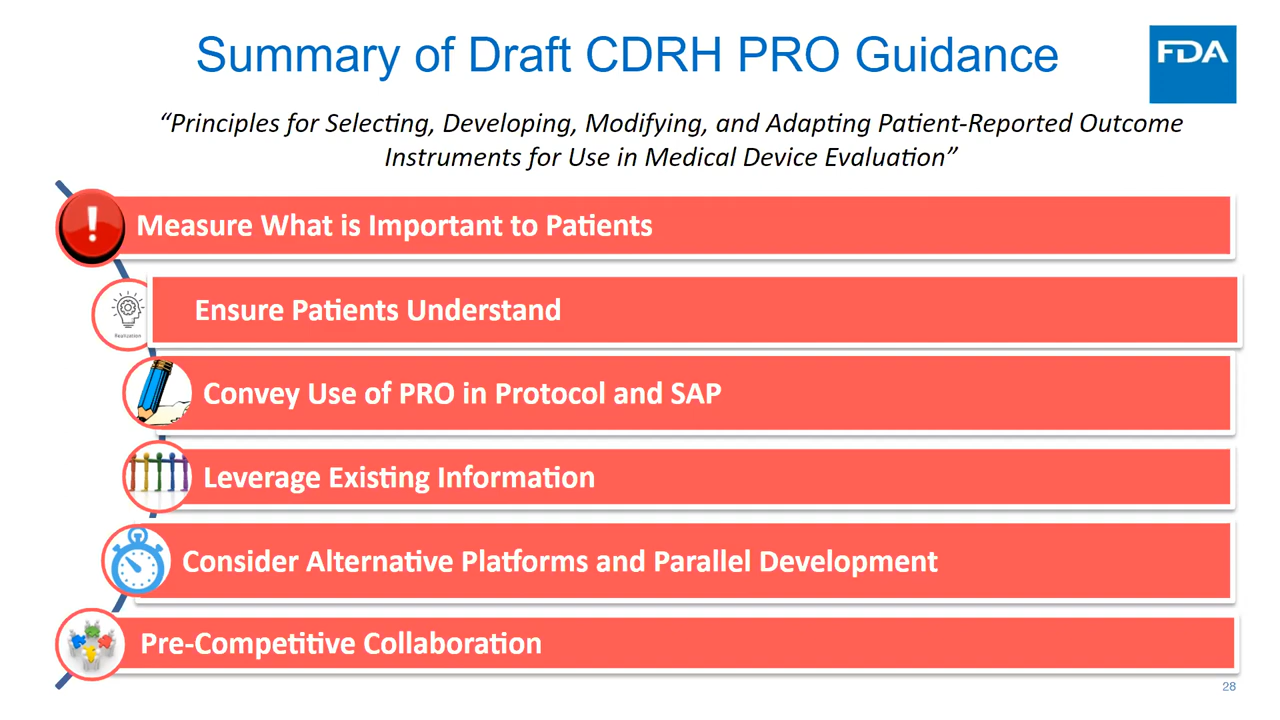 Summary of Draft CDRH PRO Guidance
FDA
“Principles for Selecting, Developing, Modifying, and Adapting Patient-Reported Outcome
Instruments for Use in Medical Device Evaluation”
!
Measure What is Important to Patients
Realization
Ensure Patients Understand
Convey Use of PRO in Protocol and SAP
Leverage Existing Information
Consider Alternative Platforms and Parallel Development
Pre-Competitive Collaboration
28